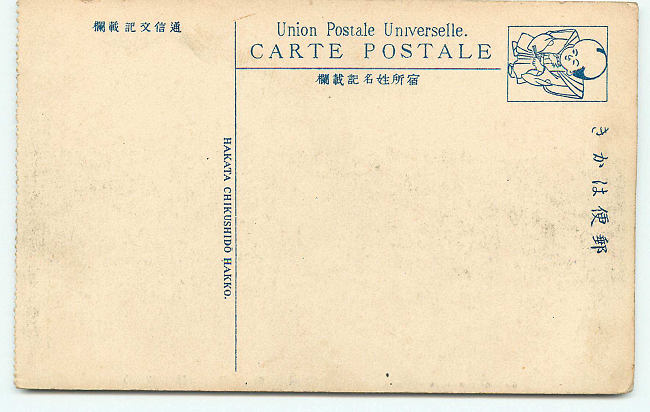 通信文記載欄
Union Postale Universelle.
CARTE POSTALE
宿所姓名記載欄
HAKATA CHIKUSHIDŌ HAKKO.
郵便はかき